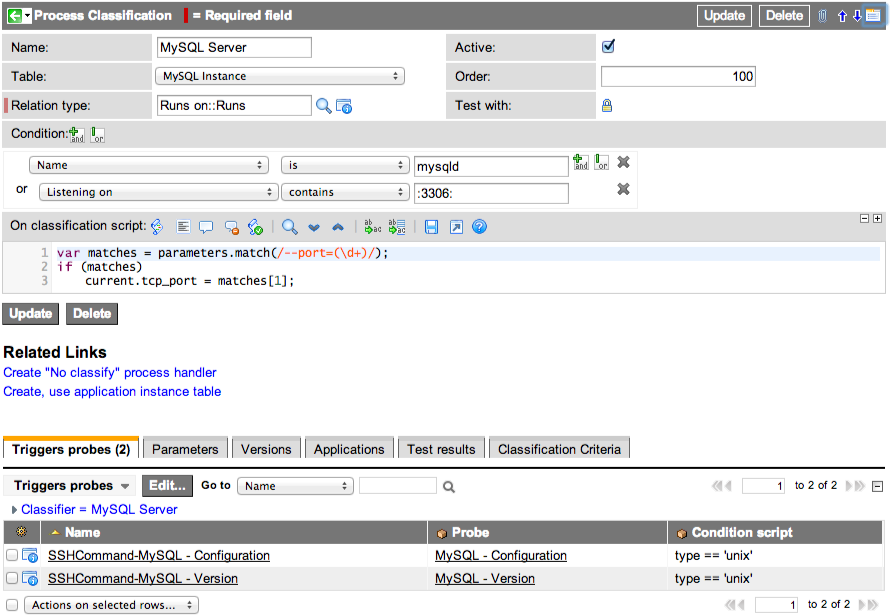 Process Classification = Required field Update Delete
Name: MySQL Server Active:
Table: MySQL Instance Order: 100
Relation type: Runs on::Runs Test with:
Condition: and or
Name is mysqld and or
or Listening on contains :3306:
On classification script:
1 var matches = parameters.match(/--port=(\d+)/);
2 if (matches)
3 current.tcp_port = matches[1];
Update Delete
Related Links
Create "No classify" process handler
Create, use application instance table
Triggers probes (2) Parameters Versions Applications Test results Classification Criteria
Triggers probes Edit... Go to Name 1 to 2 of 2
Classifier = MySQL Server
Name Probe Condition script
SSHCommand-MySQL - Configuration MySQL - Configuration type == 'unix'
SSHCommand-MySQL - Version MySQL - Version type == 'unix'
Actions on selected rows... 1 to 2 of 2